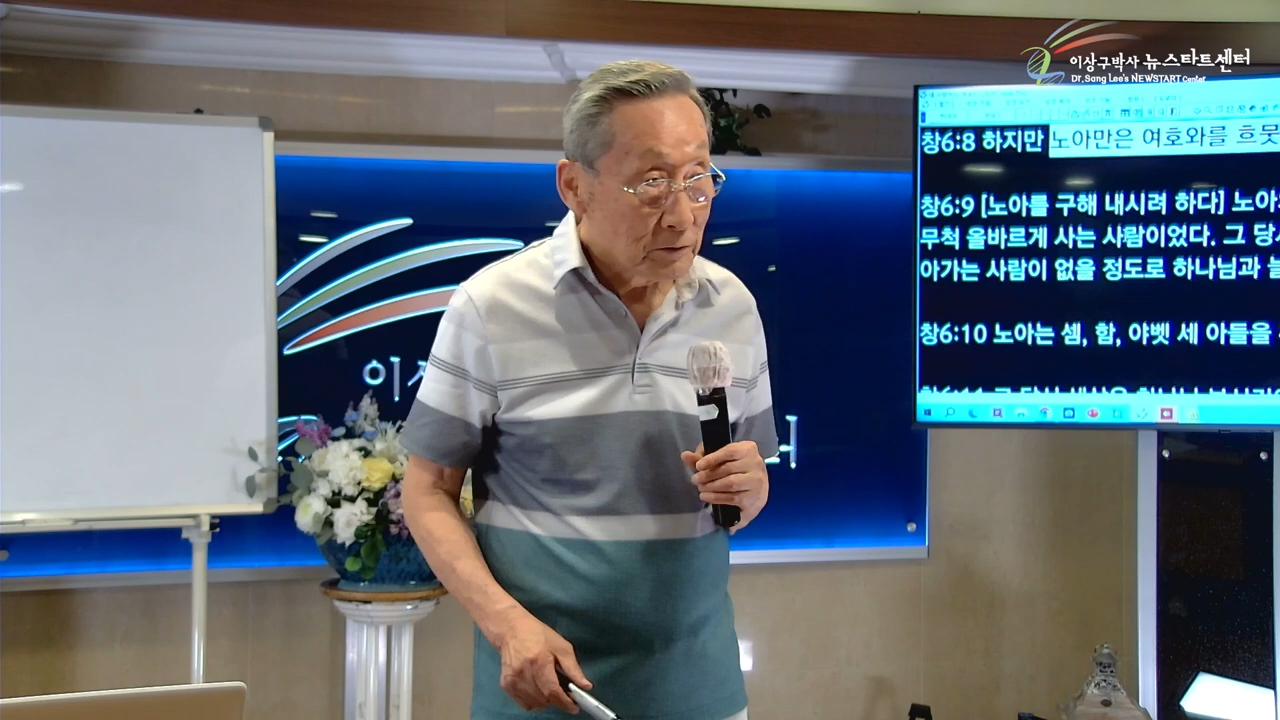 이상구박사 뉴스타트센터
Dr. Sang Lee's NEWSTART Center
창6:8 하지만 노아만은 여호와를 흐뭇
창6:9 [노아를 구해 내시려 하다] 노아
무척 올바르게 사는 사람이었다. 그 당시
아가는 사람이 없을 정도로 하나님과 늘
창6:10 노아는 셈, 함, 야벳 세 아들을
이상